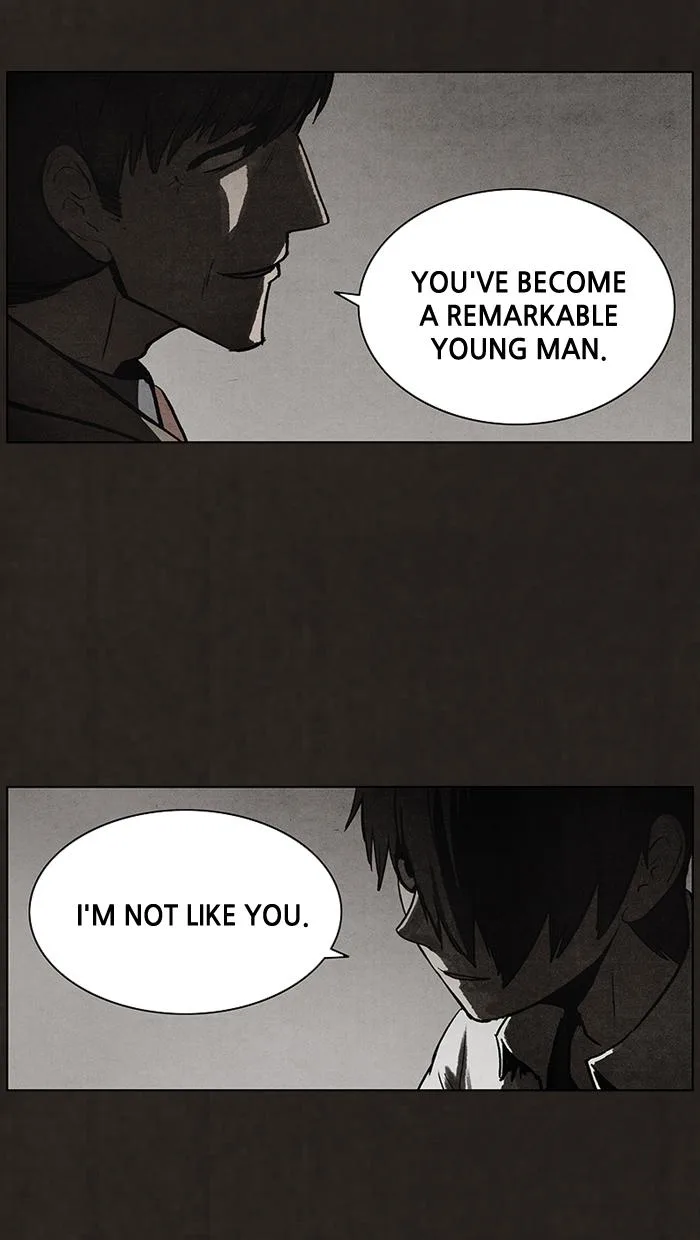 YOU'VE BECOME
A REMARKABLE
YOUNG MAN.
I'M NOT LIKE YOU.